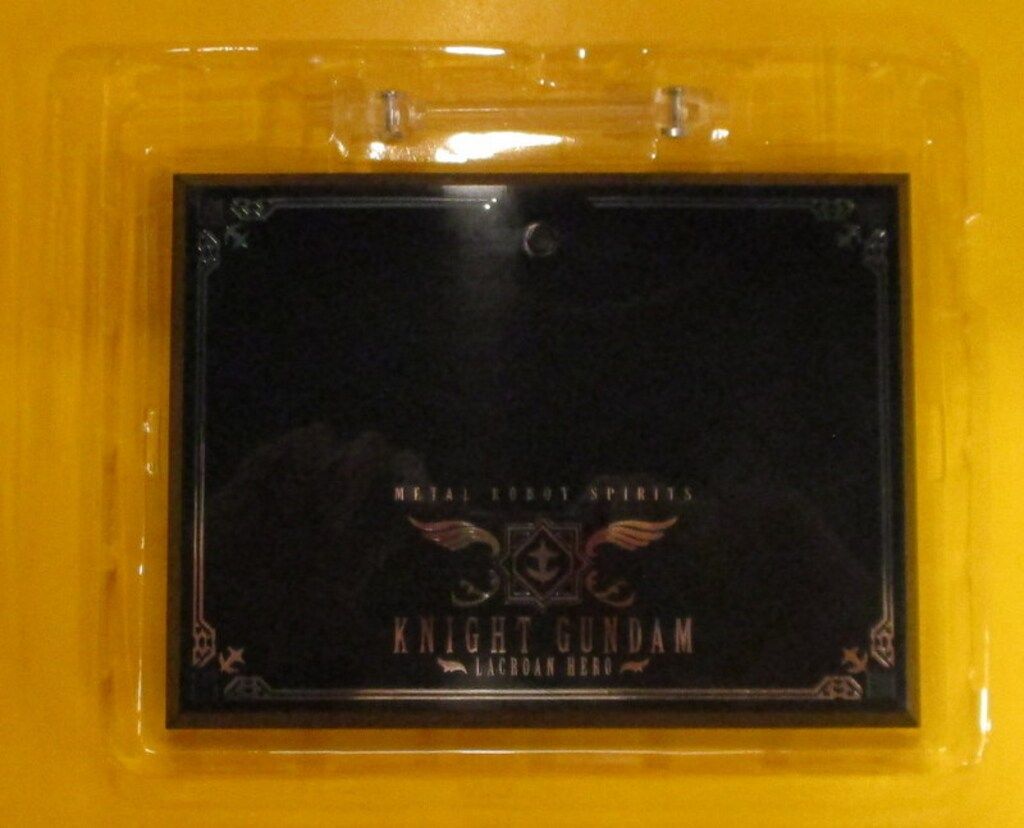 METAL ROBOT SPIRITS
KNIGHT GUNDAM
LACROAN HERO